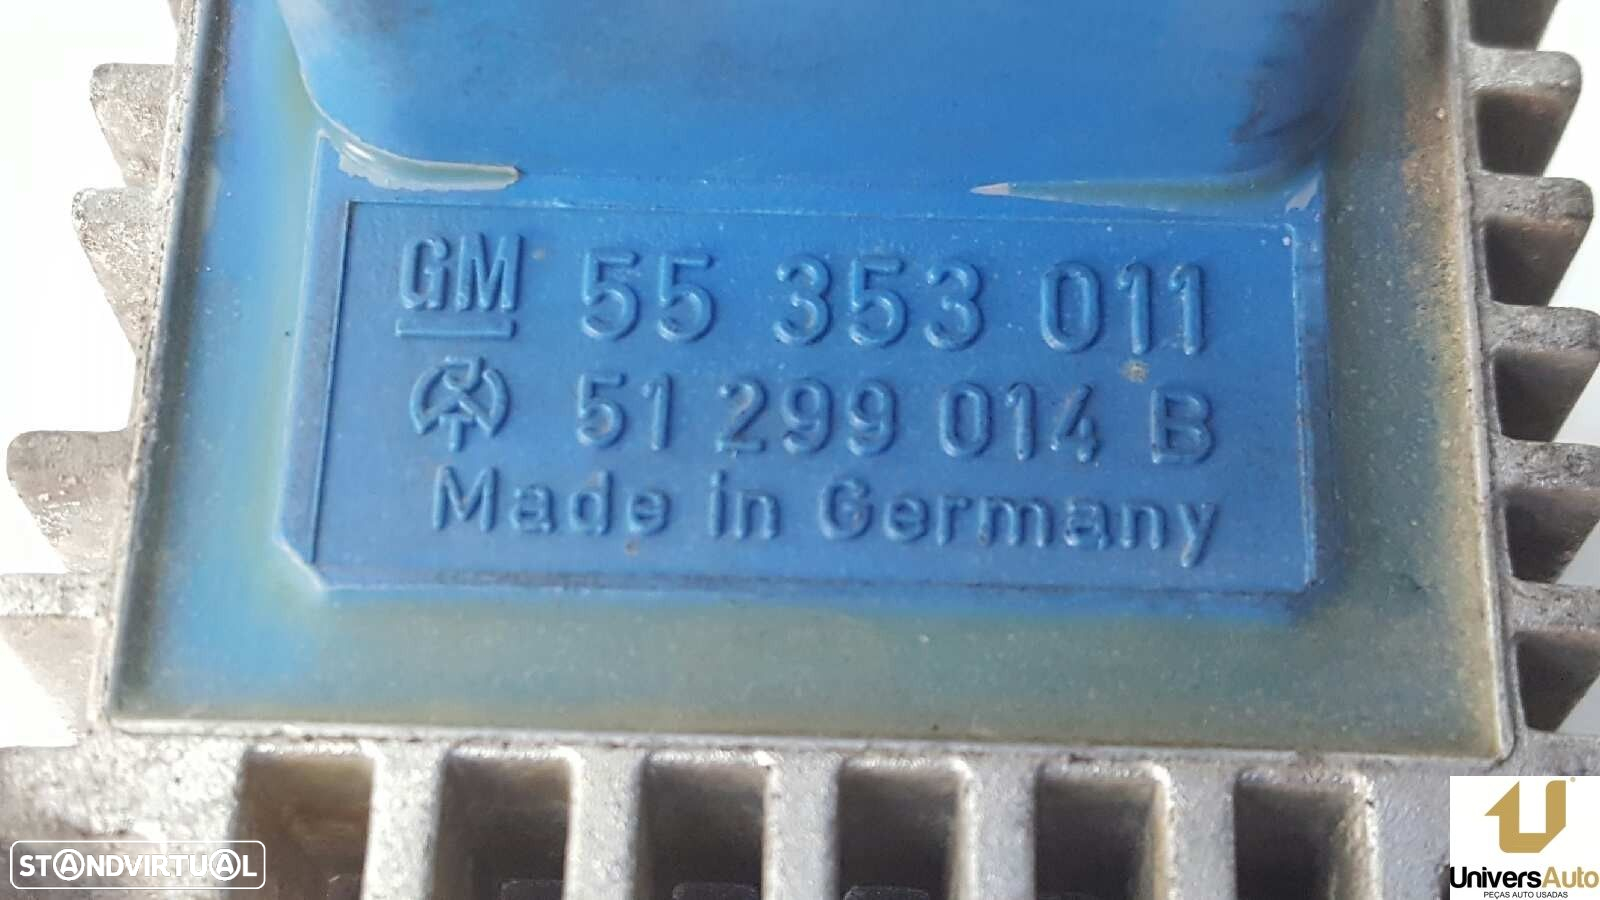 GM 55 353 011
51 299 014 B
Made in Germany
STANDVIRTUAL
UniversAuto
PEÇAS AUTO USADAS